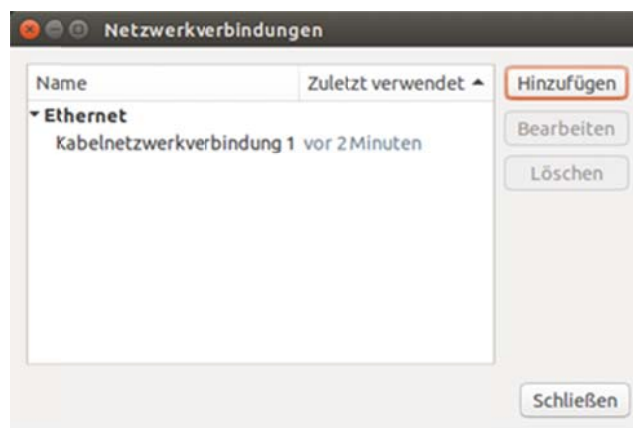 Netzwerkverbindungen
Name Zuletzt verwendet Hinzufügen
Ethernet
Bearbeiten
Kabelnetzwerkverbindung 1 vor 2 Minuten
Löschen
Schließen